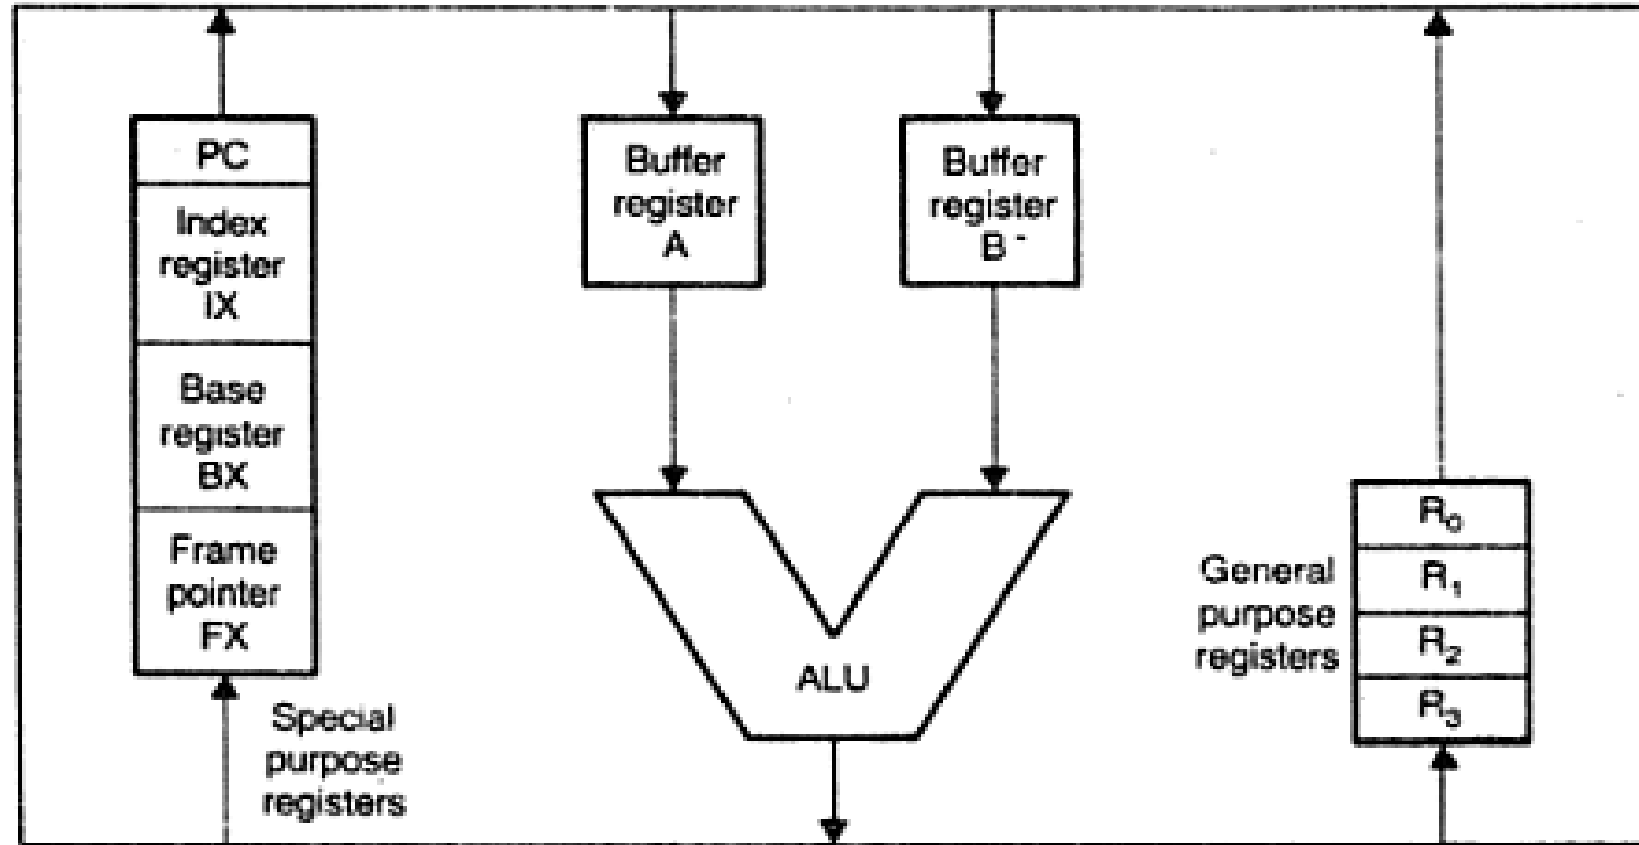 PC
Index
register
IX
Base
register
BX
Frame
pointer
FX
Special
purpose
registers
Buffer
register
A
Buffer
register
B
ALU
General
purpose
registers
R₀
R₁
R₂
R₃